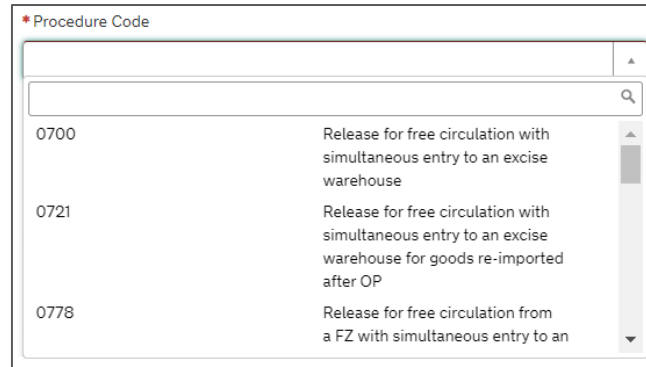 * Procedure Code
0700 Release for free circulation with
simultaneous entry to an excise
warehouse
0721 Release for free circulation with
simultaneous entry to an excise
warehouse for goods re-imported
after OP
0778 Release for free circulation from
a FZ with simultaneous entry to an